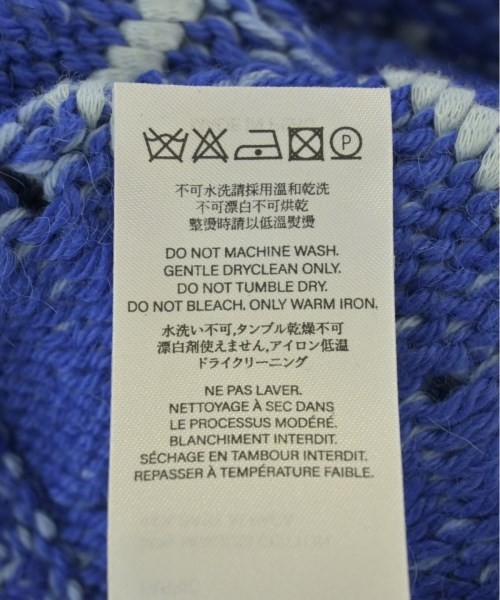 P
不可水洗請採用溫和乾洗
不可漂白不可烘乾
整燙時請以低溫熨燙
DO NOT MACHINE WASH.
GENTLE DRYCLEAN ONLY.
DO NOT TUMBLE DRY.
DO NOT BLEACH. ONLY WARM IRON.
水洗い不可,タンブル乾燥不可
漂白剤使えません,アイロン低温
ドライクリーニング
NE PAS LAVER.
NETTOYAGE À SEC DANS
LE PROCESSUS MODÉRÉ.
BLANCHIMENT INTERDIT.
SÉCHAGE EN TAMBOUR INTERDIT.
REPASSER À TEMPÉRATURE FAIBLE.